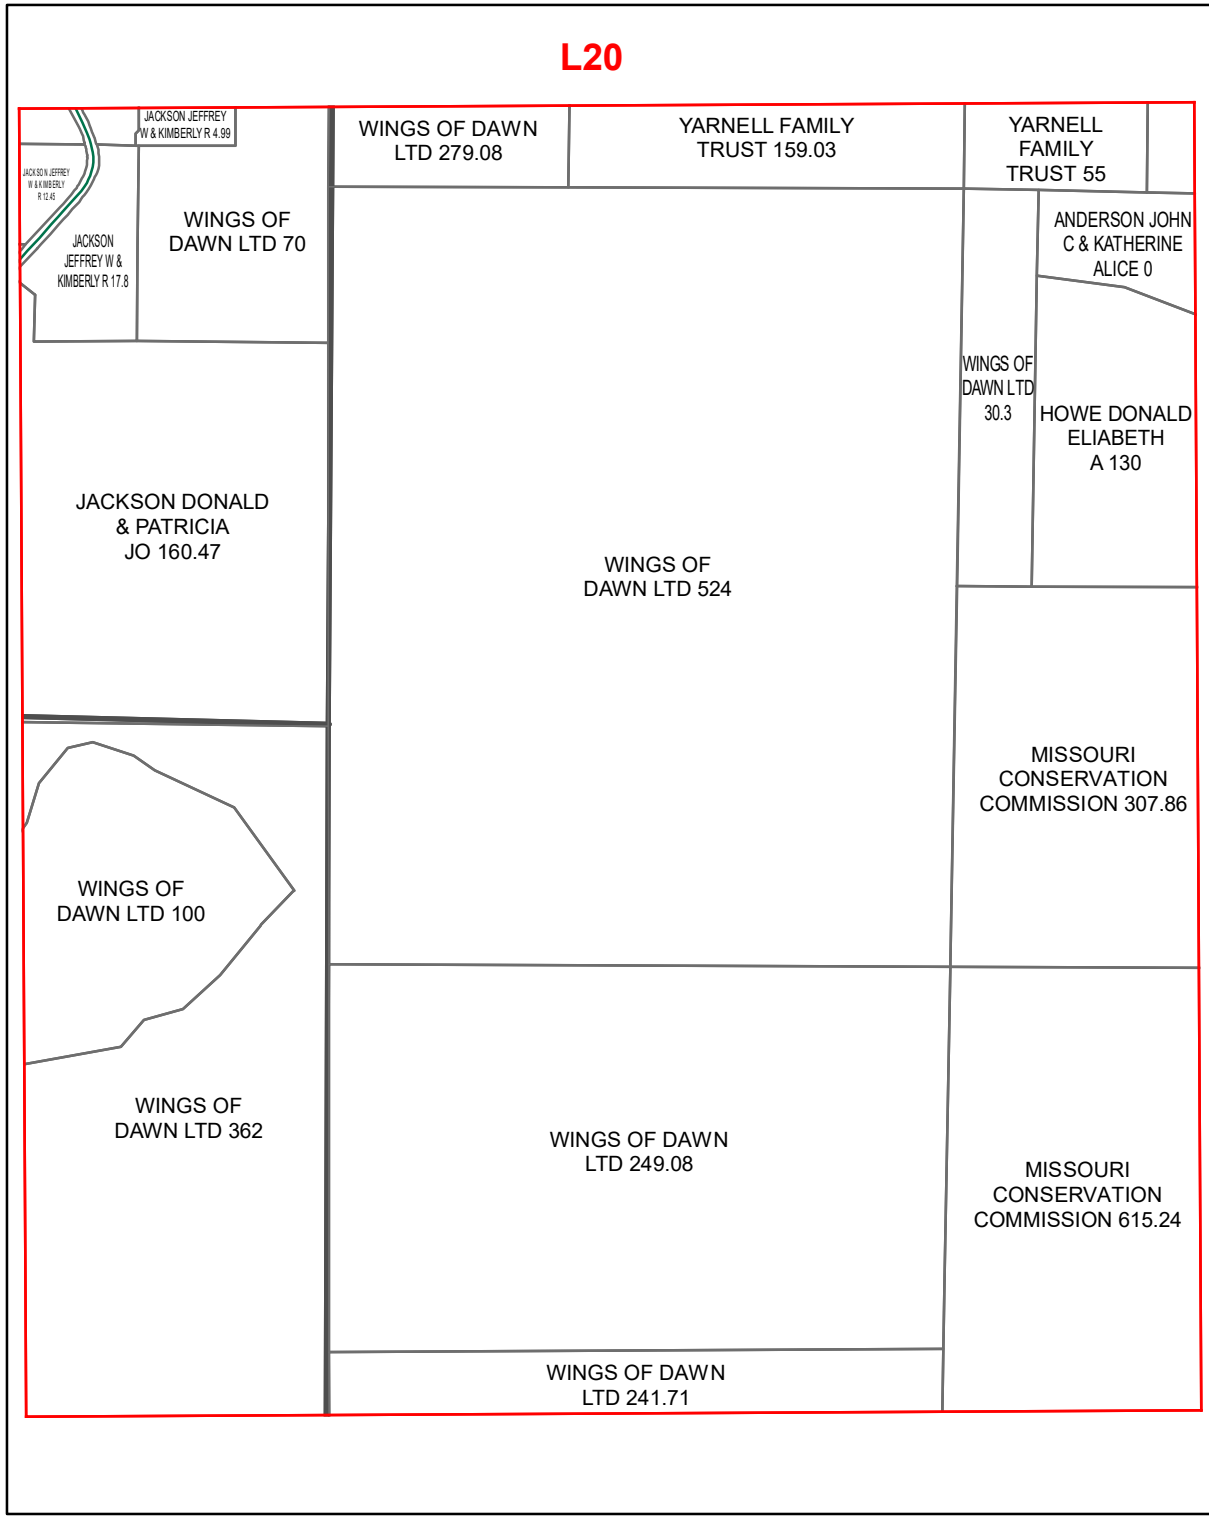 L20
JACKSON JEFFREY
W & KIMBERLY R 4.99
WINGS OF DAWN
LTD 279.08
YARNELL FAMILY
TRUST 159.03
YARNELL
FAMILY
TRUST 55
JACKSON JEFFREY
W & KIMBERLY
R 12.45
WINGS OF
DAWN LTD 70
JACKSON
JEFFREY W &
KIMBERLY R 17.8
ANDERSON JOHN
C & KATHERINE
ALICE 0
WINGS OF
DAWN LTD
30.3
HOWE DONALD
ELIABETH
A 130
JACKSON DONALD
& PATRICIA
JO 160.47
WINGS OF
DAWN LTD 524
MISSOURI
CONSERVATION
COMMISSION 307.86
WINGS OF
DAWN LTD 100
WINGS OF
DAWN LTD 362
WINGS OF DAWN
LTD 249.08
MISSOURI
CONSERVATION
COMMISSION 615.24
WINGS OF DAWN
LTD 241.71